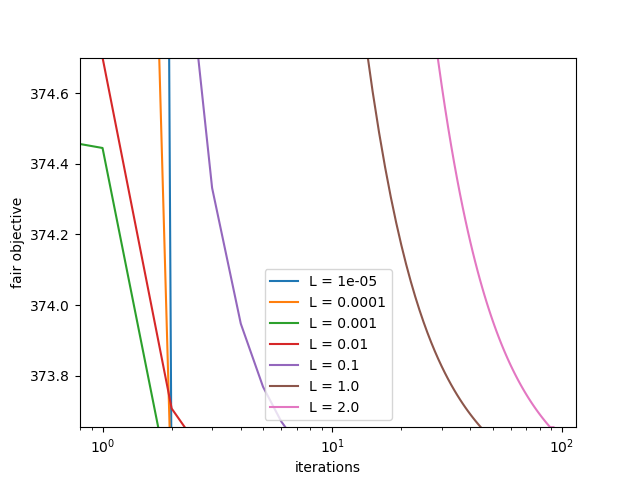 374.6
374.4
374.2
374.0
373.8
fair objective
L = 1e-05
L = 0.0001
L = 0.001
L = 0.01
L = 0.1
L = 1.0
L = 2.0
10⁰
10¹
10²
iterations